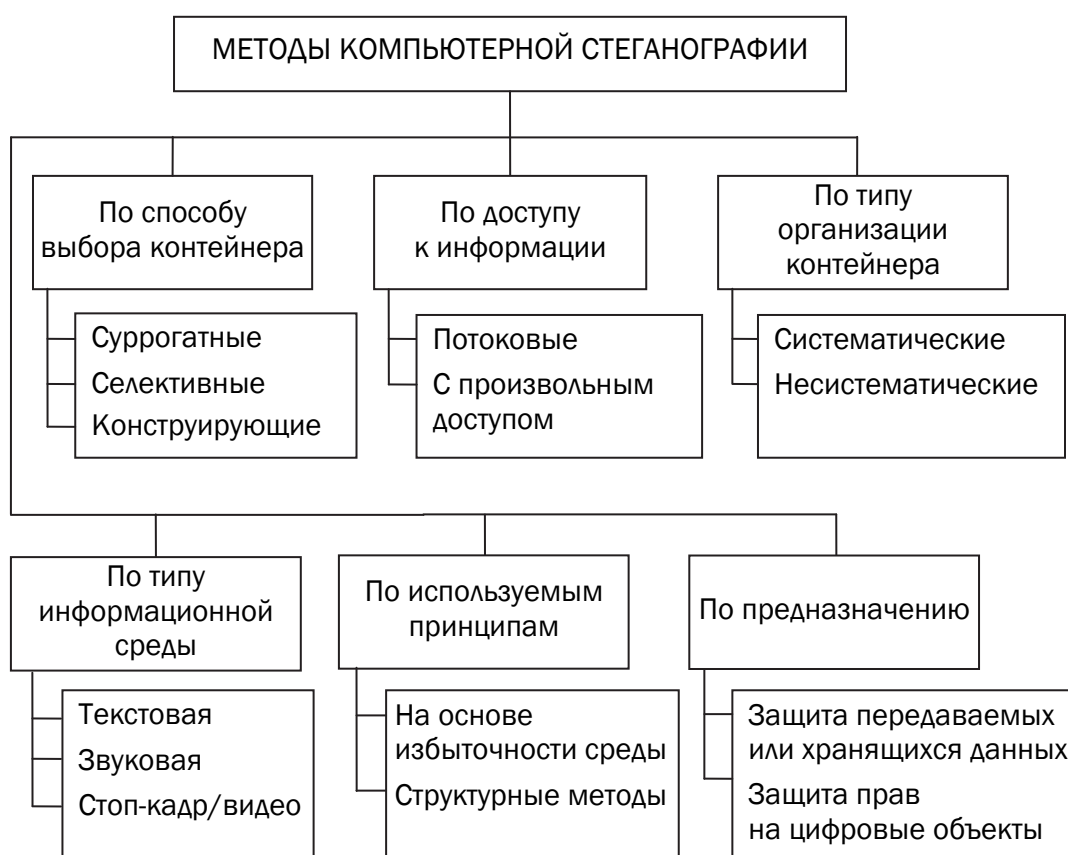 МЕТОДЫ КОМПЬЮТЕРНОЙ СТЕГАНОГРАФИИ
По способу
выбора контейнера
Суррогатные
Селективные
Конструирующие
По доступу
к информации
Потоковые
С произвольным
доступом
По типу
организации
контейнера
Систематические
Несистематические
По типу
информационной
среды
Текстовая
Звуковая
Стоп-кадр/видео
По используемым
принципам
На основе
избыточности среды
Структурные методы
По предназначению
Защита передаваемых
или хранящихся данных
Защита прав
на цифровые объекты